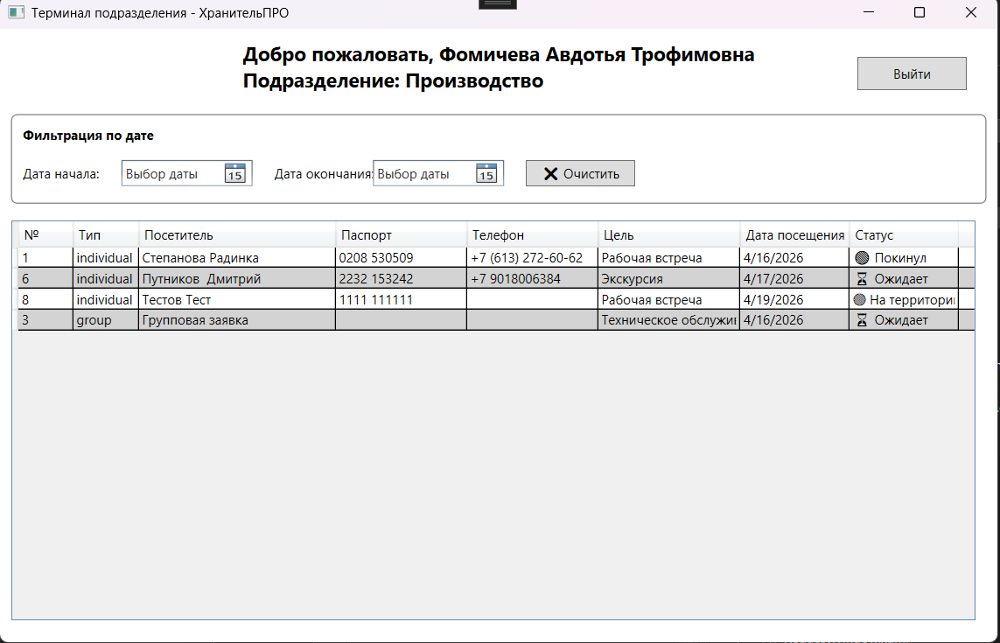 Терминал подразделения - ХранительПРО
Добро пожаловать, Фомичева Авдотья Трофимовна
Подразделение: Производство
Выйти
Фильтрация по дате
Дата начала: Выбор даты 15 Дата окончания: Выбор даты 15 Очистить
№ Тип Посетитель Паспорт Телефон Цель Дата посещения Статус
1 individual Степанова Радинка 0208 530509 +7 (613) 272-60-62 Рабочая встреча 4/16/2026 Покинул
6 individual Путников Дмитрий 2232 153242 +7 9018006384 Экскурсия 4/17/2026 Ожидает
8 individual Тестов Тест 1111 111111 Рабочая встреча 4/19/2026 На территори
3 group Групповая заявка Техническое обслужив 4/16/2026 Ожидает